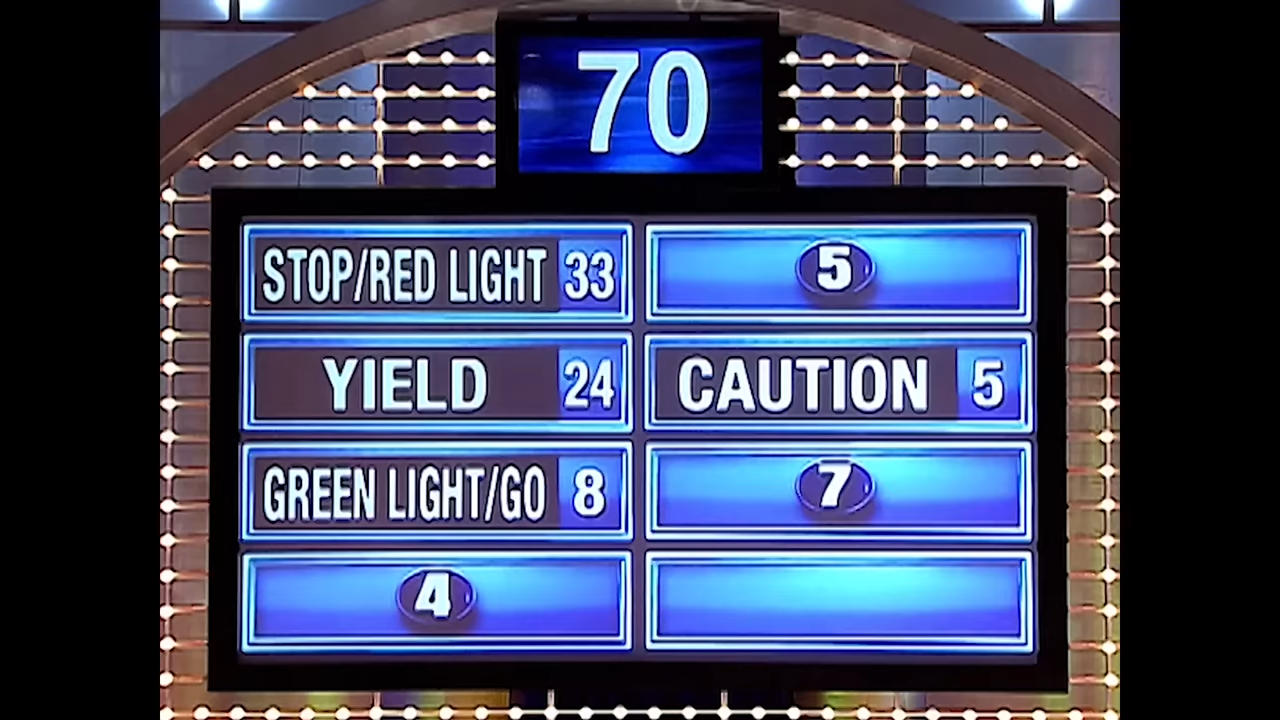 70
STOP/RED LIGHT 33
YIELD 24
GREEN LIGHT/GO 8
4
5
CAUTION 5
7